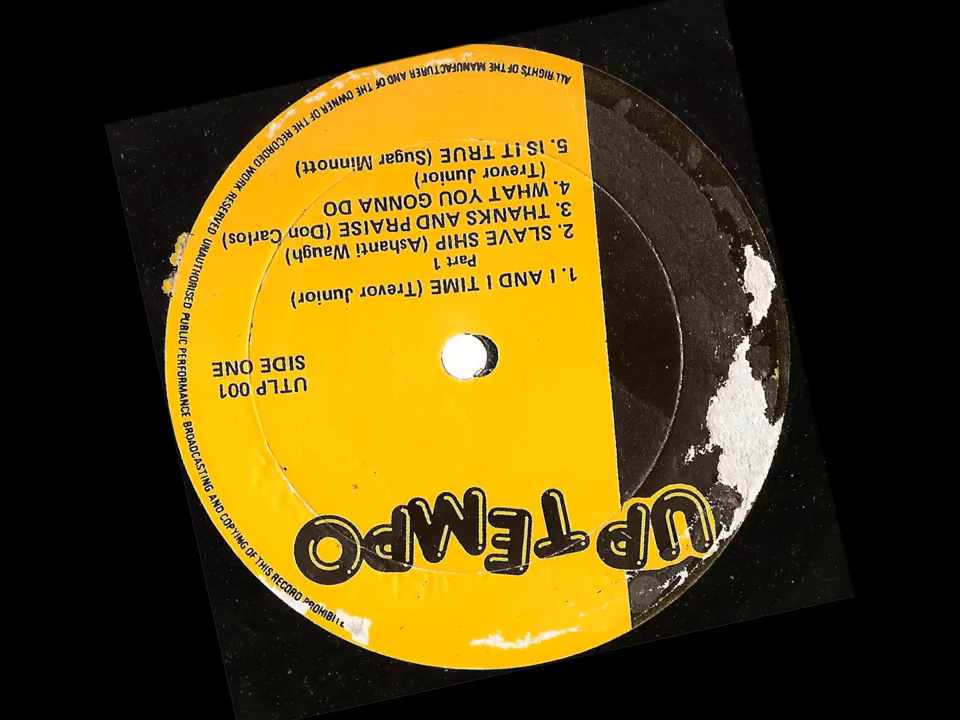 UP TEMPO
UTLP 001
SIDE ONE
1. I AND I TIME (Trevor Junior)
Part 1
2. SLAVE SHIP (Ashanti Waugh)
3. THANKS AND PRAISE (Don Carlos)
4. WHAT YOU GONNA DO
(Trevor Junior)
5. IS IT TRUE (Sugar Minott)
ALL RIGHTS OF THE MANUFACTURER AND OF THE OWNER OF THE RECORDED WORK RESERVED UNAUTHORISED PUBLIC PERFORMANCE BROADCASTING AND COPYING OF THIS RECORD PROHIBITE